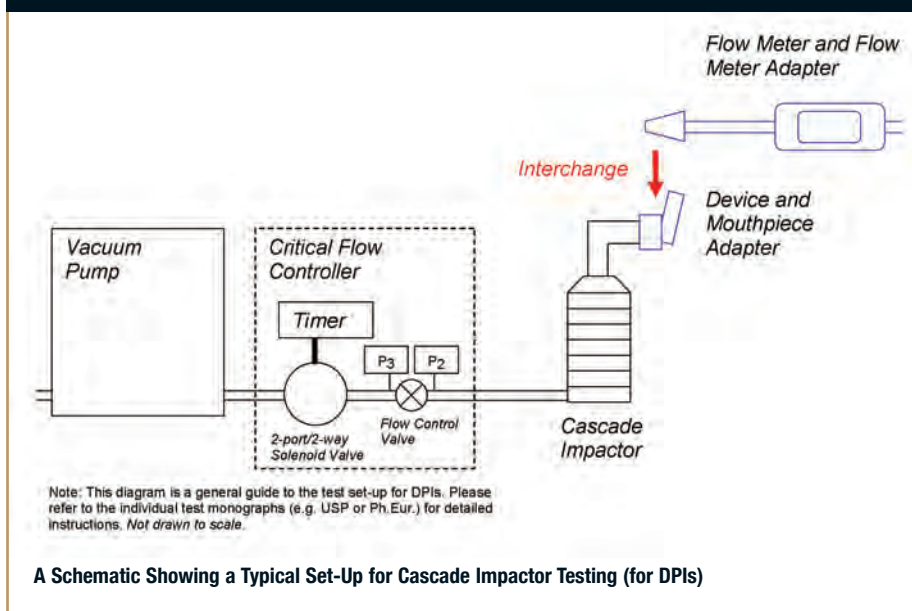 Flow Meter and Flow
Meter Adapter
Interchange
Device and
Mouthpiece
Adapter
Vacuum
Pump
Critical Flow
Controller
Timer
P3
P2
2-port/2-way
Solenoid Valve
Flow Control
Valve
Cascade
Impactor
Note: This diagram is a general guide to the test set-up for DPIs. Please
refer to the individual test monographs (e.g. USP or Ph.Eur.) for detailed
instructions. Not drawn to scale.
A Schematic Showing a Typical Set-Up for Cascade Impactor Testing (for DPIs)